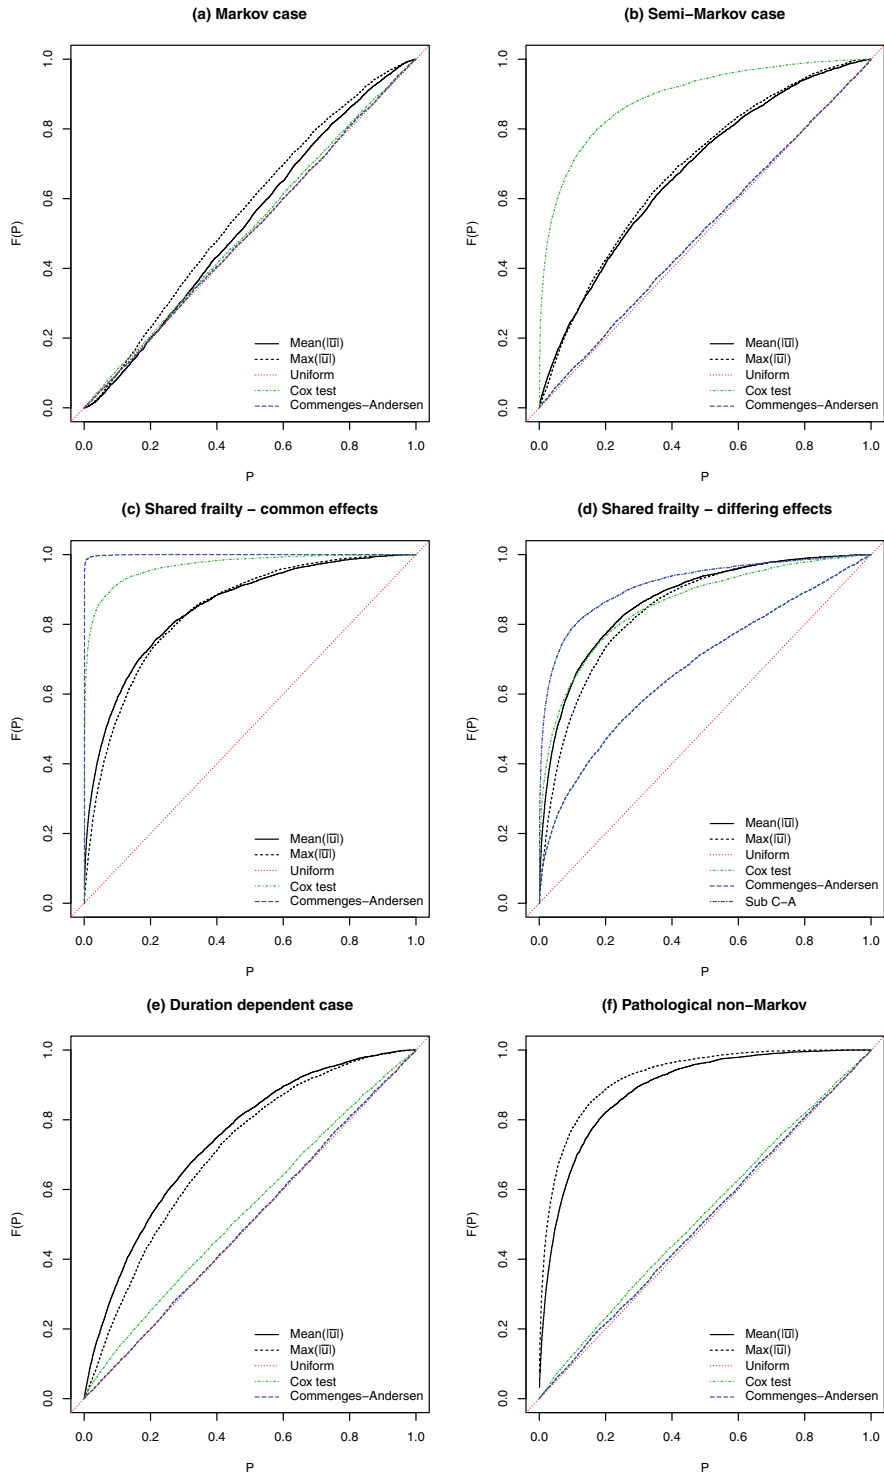 (a) Markov case
F(P)
1.0
0.8
0.6
0.4
0.2
0.0
Mean(|u̅|)
Max(|u̅|)
Uniform
Cox test
Commenges−Andersen
0.0 0.2 0.4 0.6 0.8 1.0
P
(b) Semi−Markov case
F(P)
1.0
0.8
0.6
0.4
0.2
0.0
Mean(|u̅|)
Max(|u̅|)
Uniform
Cox test
Commenges−Andersen
0.0 0.2 0.4 0.6 0.8 1.0
P
(c) Shared frailty − common effects
F(P)
1.0
0.8
0.6
0.4
0.2
0.0
Mean(|u̅|)
Max(|u̅|)
Uniform
Cox test
Commenges−Andersen
0.0 0.2 0.4 0.6 0.8 1.0
P
(d) Shared frailty − differing effects
F(P)
1.0
0.8
0.6
0.4
0.2
0.0
Mean(|u̅|)
Max(|u̅|)
Uniform
Cox test
Commenges−Andersen
Sub C−A
0.0 0.2 0.4 0.6 0.8 1.0
P
(e) Duration dependent case
F(P)
1.0
0.8
0.6
0.4
0.2
0.0
Mean(|u̅|)
Max(|u̅|)
Uniform
Cox test
Commenges−Andersen
0.0 0.2 0.4 0.6 0.8 1.0
P
(f) Pathological non−Markov
F(P)
1.0
0.8
0.6
0.4
0.2
0.0
Mean(|u̅|)
Max(|u̅|)
Uniform
Cox test
Commenges−Andersen
0.0 0.2 0.4 0.6 0.8 1.0
P